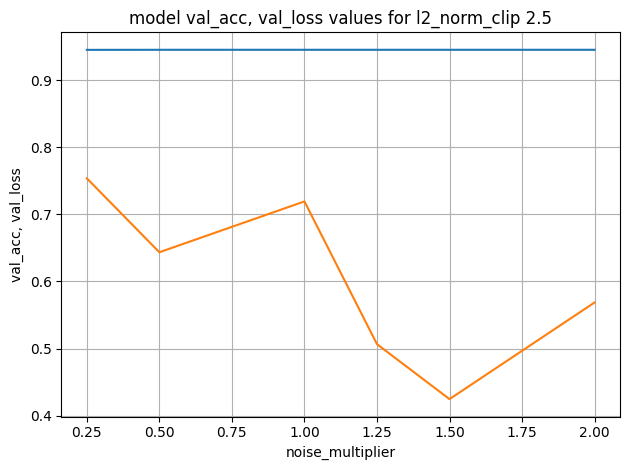 model val_acc, val_loss values for l2_norm_clip 2.5
val_acc, val_loss
0.9
0.8
0.7
0.6
0.5
0.4
0.25 0.50 0.75 1.00 1.25 1.50 1.75 2.00
noise_multiplier